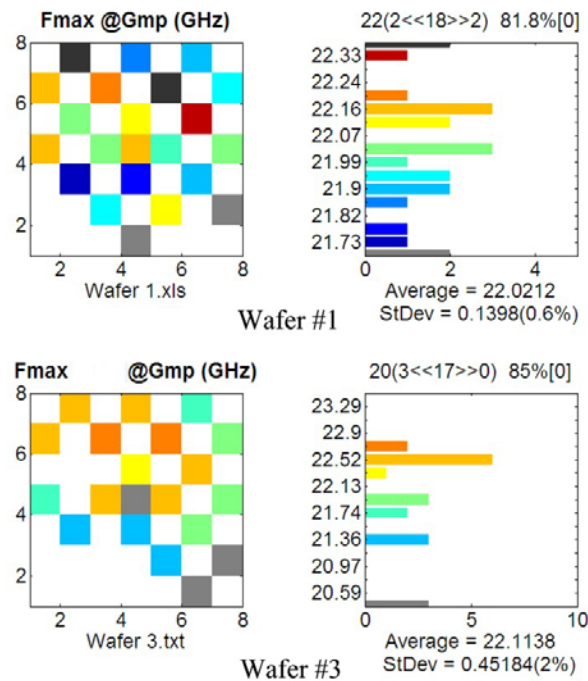 Fmax @Gmp (GHz)
22(2<<18>>2) 81.8%[0]
8
6
4
2
2 4 6 8
Wafer 1.xls
22.33
22.24
22.16
22.07
21.99
21.9
21.82
21.73
0 2 4
Average = 22.0212
StDev = 0.1398(0.6%)
Wafer #1
Fmax @Gmp (GHz)
20(3<<17>>0) 85%[0]
8
6
4
2
2 4 6 8
Wafer 3.txt
23.29
22.9
22.52
22.13
21.74
21.36
20.97
20.59
0 5 10
Average = 22.1138
StDev = 0.45184(2%)
Wafer #3